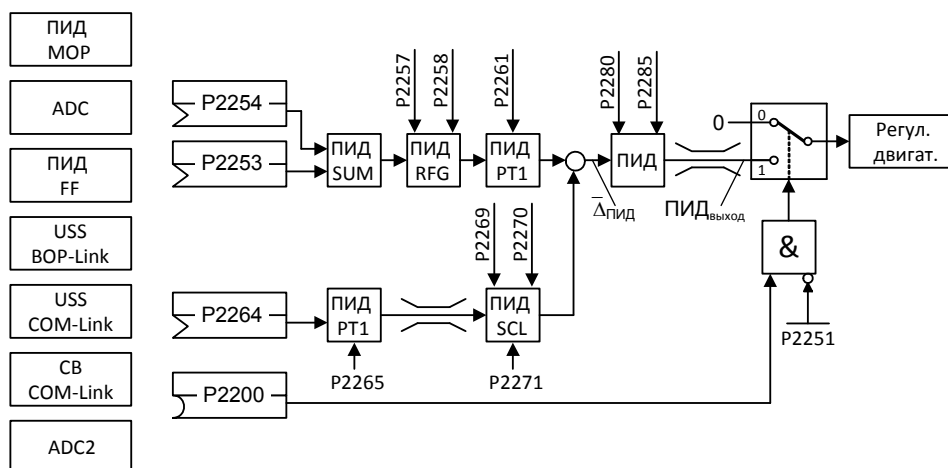 ПИД
MOP
ADC
ПИД
FF
USS
BOP-Link
USS
COM-Link
CB
COM-Link
ADC2
P2254
P2253
P2264
P2200
ПИД
SUM
P2257
P2258
ПИД
RFG
P2261
ПИД
PT1
P2280
P2285
ПИД
Δ̅ПИД
ПИДвыход
0
0
1
Регул.
двигат.
&
P2251
P2269
P2270
ПИД
PT1
P2265
ПИД
SCL
P2271